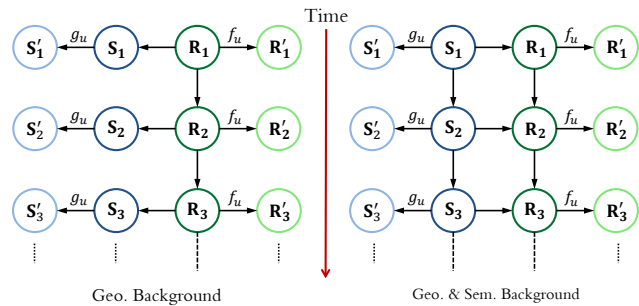 Time
S′₁ g_u S₁ R₁ f_u R′₁
S′₂ g_u S₂ R₂ f_u R′₂
S′₃ g_u S₃ R₃ f_u R′₃
Geo. Background
S′₁ g_u S₁ R₁ f_u R′₁
S′₂ g_u S₂ R₂ f_u R′₂
S′₃ g_u S₃ R₃ f_u R′₃
Geo. & Sem. Background